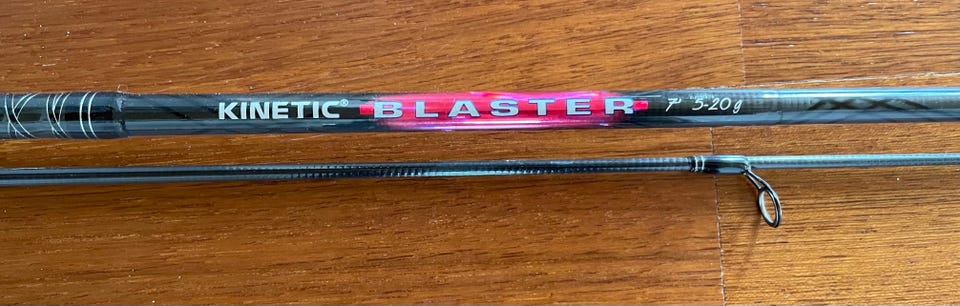 KINETIC® BLASTER 7' 5-20g